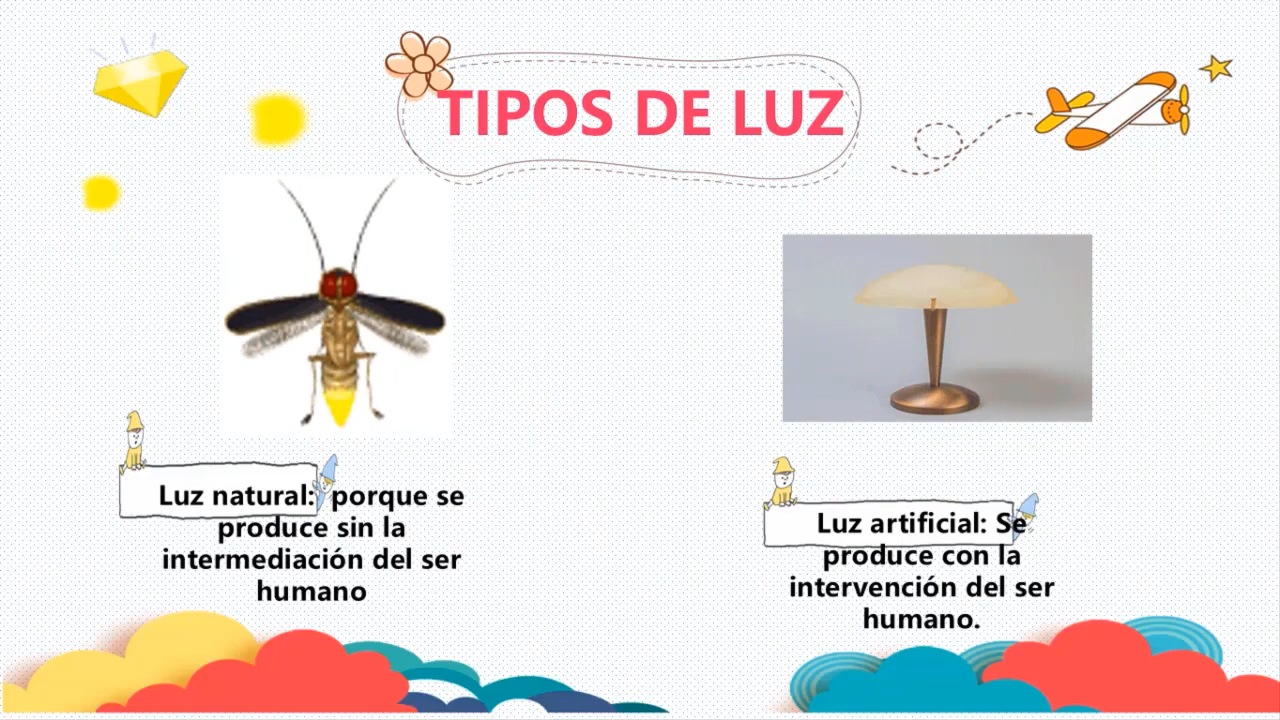 TIPOS DE LUZ
Luz natural: porque se
produce sin la
intermediación del ser
humano
Luz artificial: Se
produce con la
intervención del ser
humano.